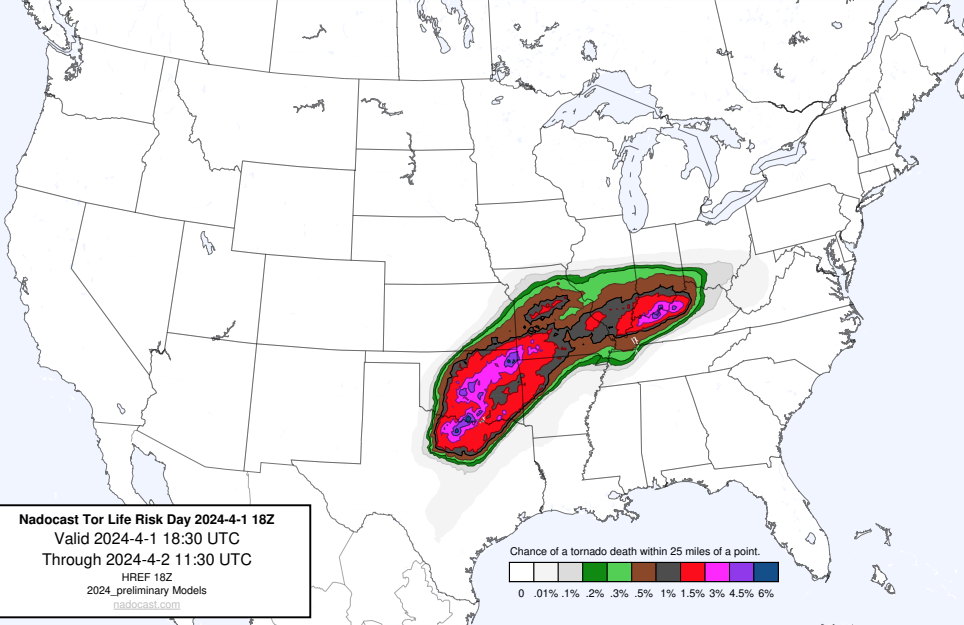 Nadocast Tor Life Risk Day 2024-4-1 18Z
Valid 2024-4-1 18:30 UTC
Through 2024-4-2 11:30 UTC
HREF 18Z
2024_preliminary Models
nadocast.com
Chance of a tornado death within 25 miles of a point.
0 .01% .1% .2% .3% .5% 1% 1.5% 3% 4.5% 6%